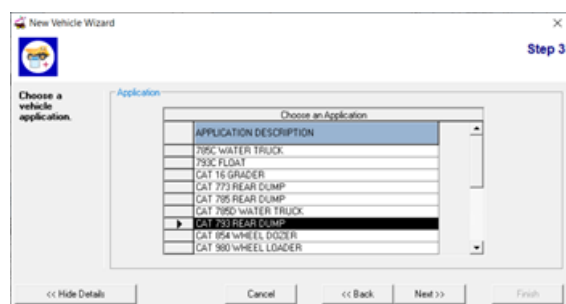 New Vehicle Wizard
Step 3
Choose a
vehicle
application.
Application
Choose an Application
APPLICATION DESCRIPTION
785C WATER TRUCK
793C FLOAT
CAT 16 GRADER
CAT 773 REAR DUMP
CAT 785 REAR DUMP
CAT 785D WATER TRUCK
CAT 793 REAR DUMP
CAT 854 WHEEL DOZER
CAT 980 WHEEL LOADER
<< Hide Details
Cancel
<< Back
Next >>
Finish